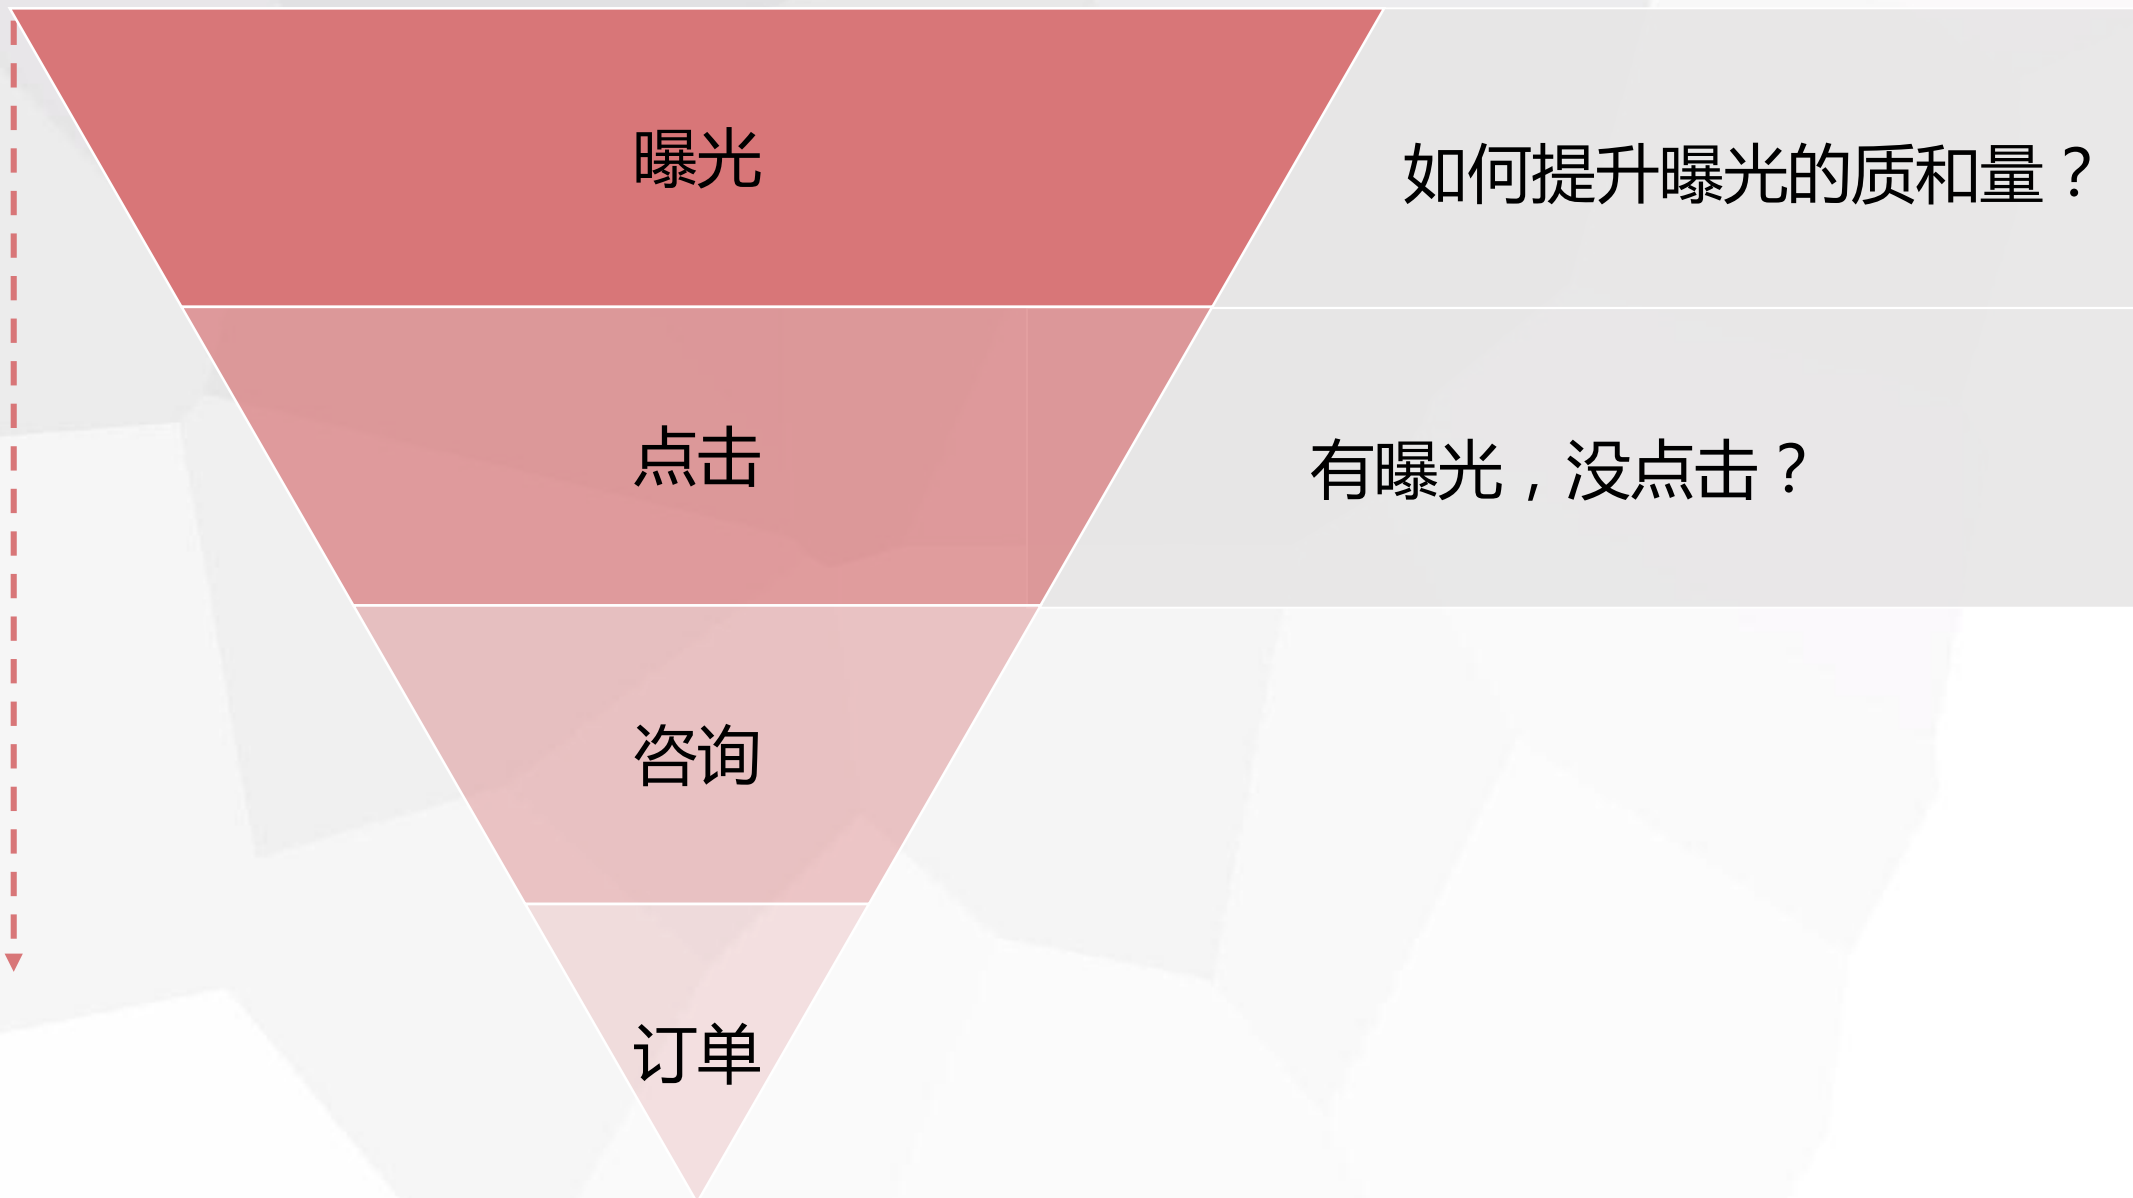 曝光
如何提升曝光的质和量？
点击
有曝光，没点击？
咨询
订单